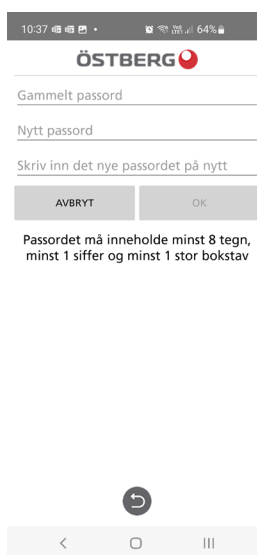 10:37 64%
ÖSTBERG
Gammelt passord
Nytt passord
Skriv inn det nye passordet på nytt
AVBRYT OK
Passordet må inneholde minst 8 tegn,
minst 1 siffer og minst 1 stor bokstav